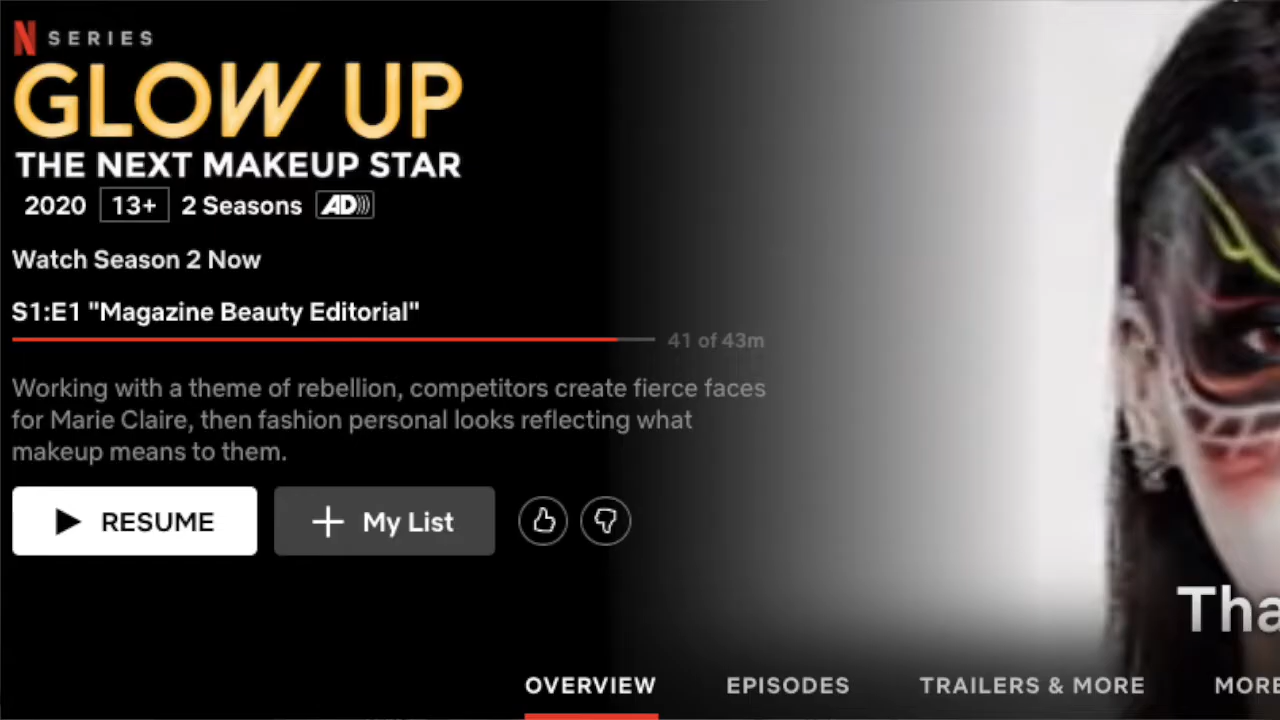 N SERIES
GLOW UP
THE NEXT MAKEUP STAR
2020 13+ 2 Seasons AD)))
Watch Season 2 Now
S1:E1 "Magazine Beauty Editorial"
41 of 43m
Working with a theme of rebellion, competitors create fierce faces
for Marie Claire, then fashion personal looks reflecting what
makeup means to them.
RESUME + My List
Tha
OVERVIEW EPISODES TRAILERS & MORE MORE